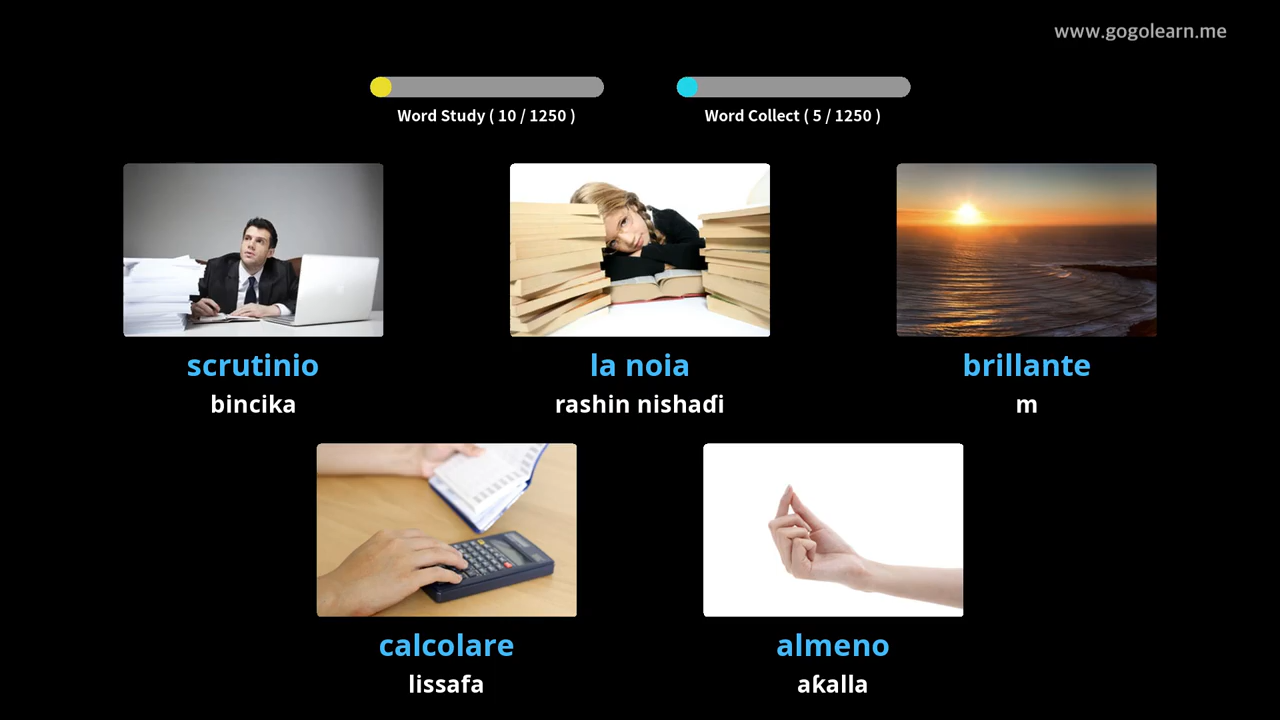 www.gogolearn.me
Word Study ( 10 / 1250 )
Word Collect ( 5 / 1250 )
scrutinio
bincika
la noia
rashin nishaɗi
brillante
m
calcolare
lissafa
almeno
aƙalla